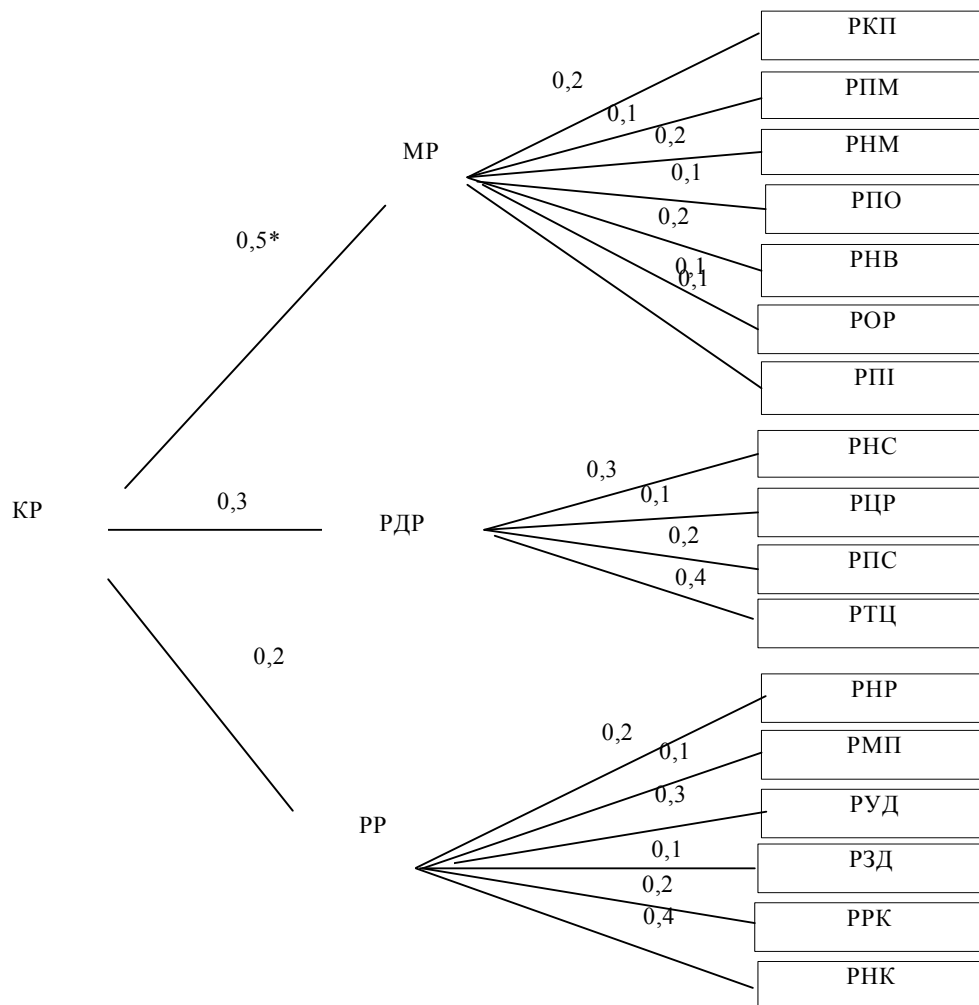 РКП
0,2
РПМ
0,1
0,2
МР
РНМ
0,1
РПО
0,2
0,5*
РНВ
0,1
0,1
РОР
РПІ
РНС
0,3
0,1
0,3
КР
РДР
РЦР
0,2
РПС
0,4
РТЦ
0,2
РНР
0,2
0,1
РМП
0,3
РУД
РР
0,1
РЗД
0,2
РРК
0,4
РНК